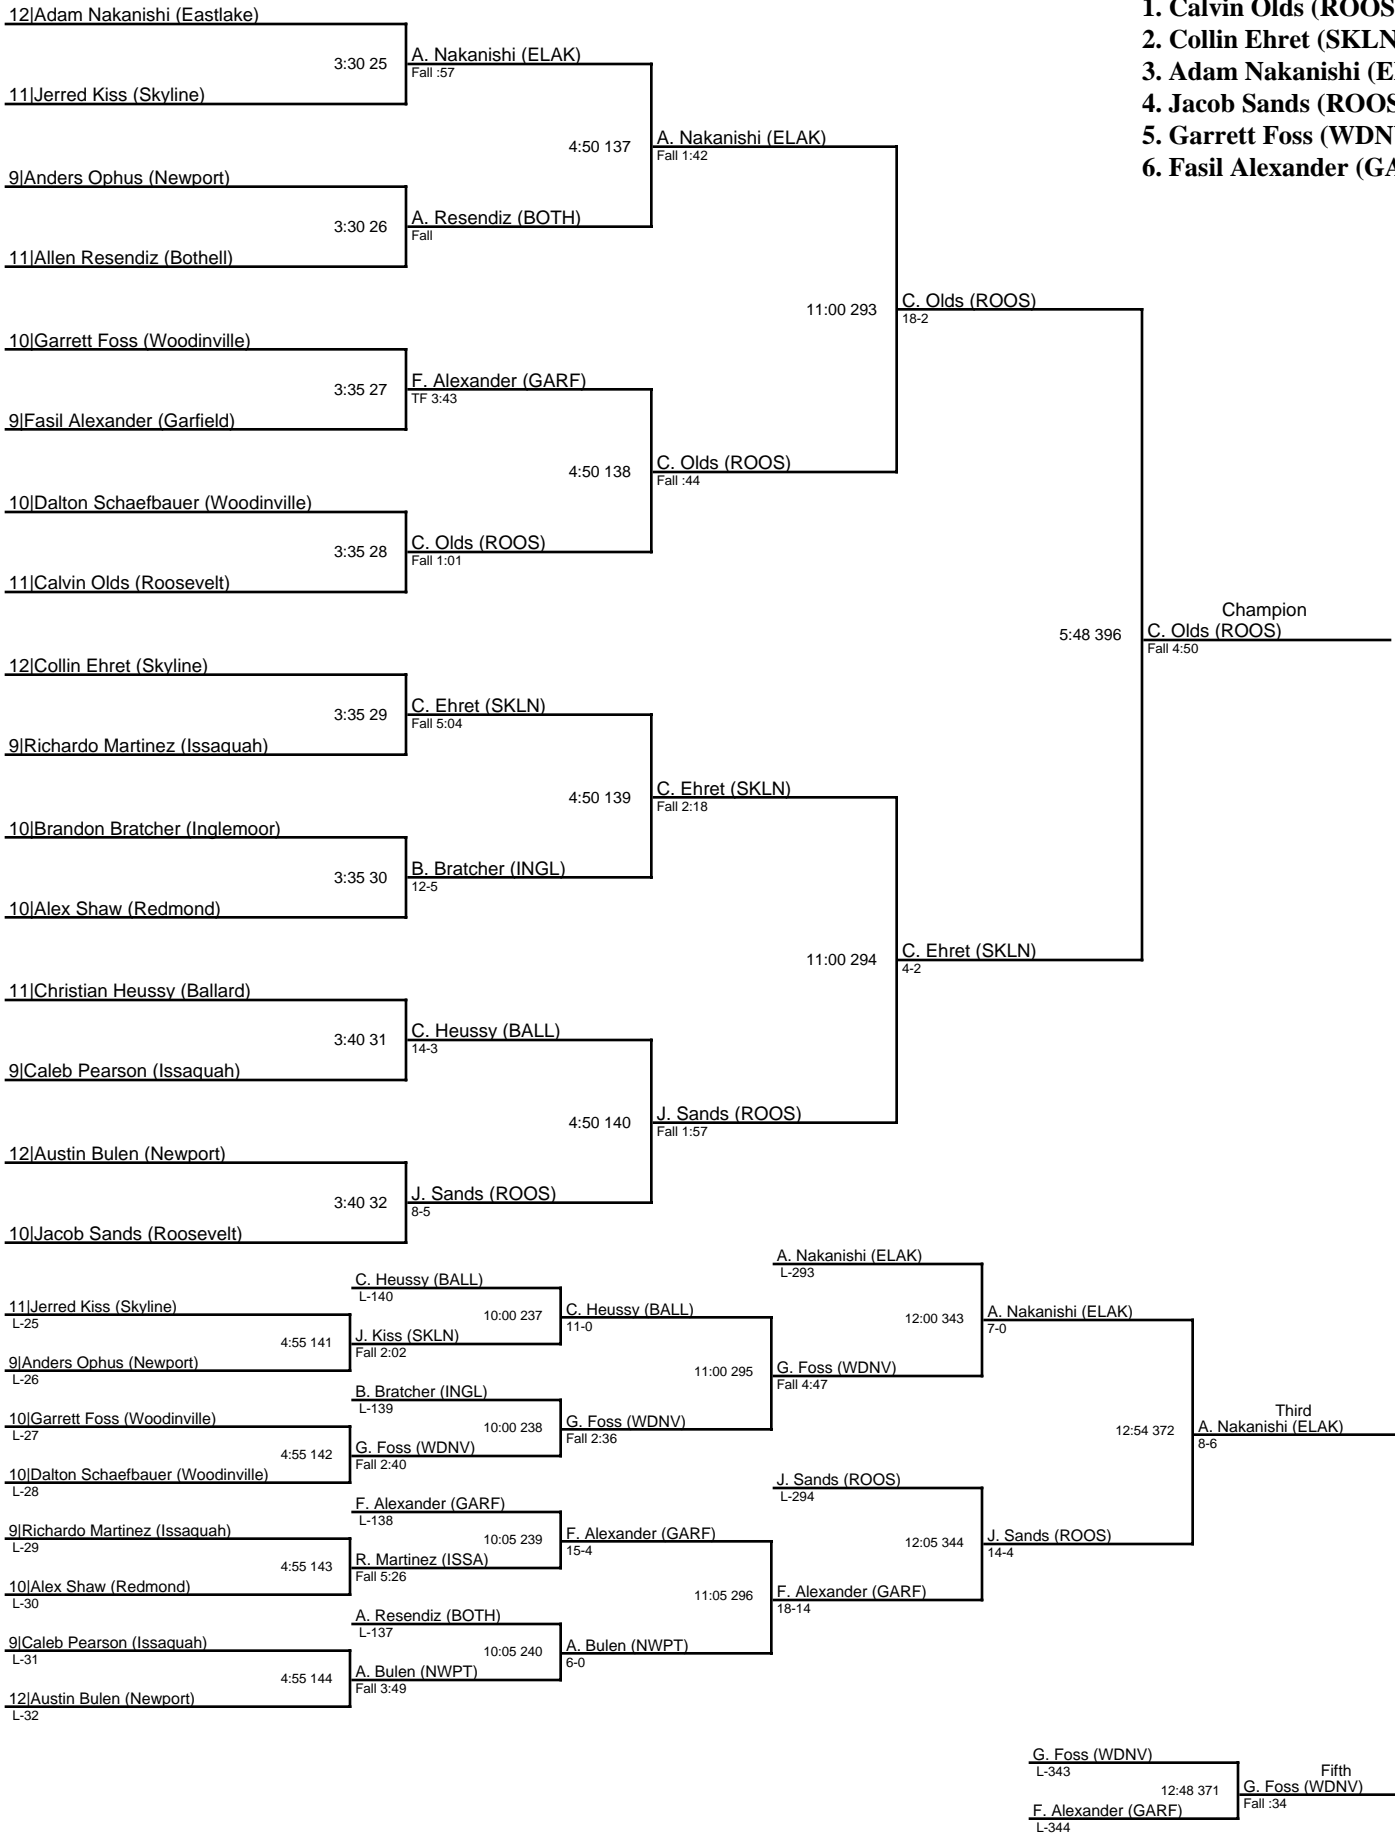 12|Adam Nakanishi (Eastlake)
3:30 25
11|Jerred Kiss (Skyline)
A. Nakanishi (ELAK)
Fall :57
4:50 137
9|Anders Ophus (Newport)
3:30 26
11|Allen Resendiz (Bothell)
A. Resendiz (BOTH)
Fall
A. Nakanishi (ELAK)
Fall 1:42
11:00 293
10|Garrett Foss (Woodinville)
3:35 27
9|Fasil Alexander (Garfield)
F. Alexander (GARF)
TF 3:43
4:50 138
10|Dalton Schaefbauer (Woodinville)
3:35 28
11|Calvin Olds (Roosevelt)
C. Olds (ROOS)
Fall 1:01
C. Olds (ROOS)
Fall :44
C. Olds (ROOS)
18-2
5:48 396
12|Collin Ehret (Skyline)
3:35 29
9|Richardo Martinez (Issaquah)
C. Ehret (SKLN)
Fall 5:04
4:50 139
10|Brandon Bratcher (Inglemoor)
3:35 30
10|Alex Shaw (Redmond)
B. Bratcher (INGL)
12-5
C. Ehret (SKLN)
Fall 2:18
11:00 294
11|Christian Heussy (Ballard)
3:40 31
9|Caleb Pearson (Issaquah)
C. Heussy (BALL)
14-3
4:50 140
12|Austin Bulen (Newport)
3:40 32
10|Jacob Sands (Roosevelt)
J. Sands (ROOS)
8-5
J. Sands (ROOS)
Fall 1:57
C. Ehret (SKLN)
4-2
Champion
C. Olds (ROOS)
Fall 4:50
1. Calvin Olds (ROOS
2. Collin Ehret (SKLN
3. Adam Nakanishi (E
4. Jacob Sands (ROOS
5. Garrett Foss (WDN
6. Fasil Alexander (GA
11|Jerred Kiss (Skyline)
L-25
4:55 141
9|Anders Ophus (Newport)
L-26
10|Garrett Foss (Woodinville)
L-27
4:55 142
10|Dalton Schaefbauer (Woodinville)
L-28
9|Richardo Martinez (Issaquah)
L-29
4:55 143
10|Alex Shaw (Redmond)
L-30
9|Caleb Pearson (Issaquah)
L-31
4:55 144
12|Austin Bulen (Newport)
L-32
C. Heussy (BALL)
L-140
10:00 237
J. Kiss (SKLN)
Fall 2:02
B. Bratcher (INGL)
L-139
10:00 238
G. Foss (WDNV)
Fall 2:40
F. Alexander (GARF)
L-138
10:05 239
R. Martinez (ISSA)
Fall 5:26
A. Resendiz (BOTH)
L-137
10:05 240
A. Bulen (NWPT)
Fall 3:49
C. Heussy (BALL)
11-0
11:00 295
G. Foss (WDNV)
Fall 2:36
F. Alexander (GARF)
15-4
11:05 296
A. Bulen (NWPT)
6-0
A. Nakanishi (ELAK)
L-293
12:00 343
G. Foss (WDNV)
Fall 4:47
J. Sands (ROOS)
L-294
12:05 344
F. Alexander (GARF)
18-14
A. Nakanishi (ELAK)
7-0
12:54 372
J. Sands (ROOS)
14-4
Third
A. Nakanishi (ELAK)
8-6
G. Foss (WDNV)
L-343
12:48 371
F. Alexander (GARF)
L-344
Fifth
G. Foss (WDNV)
Fall :34